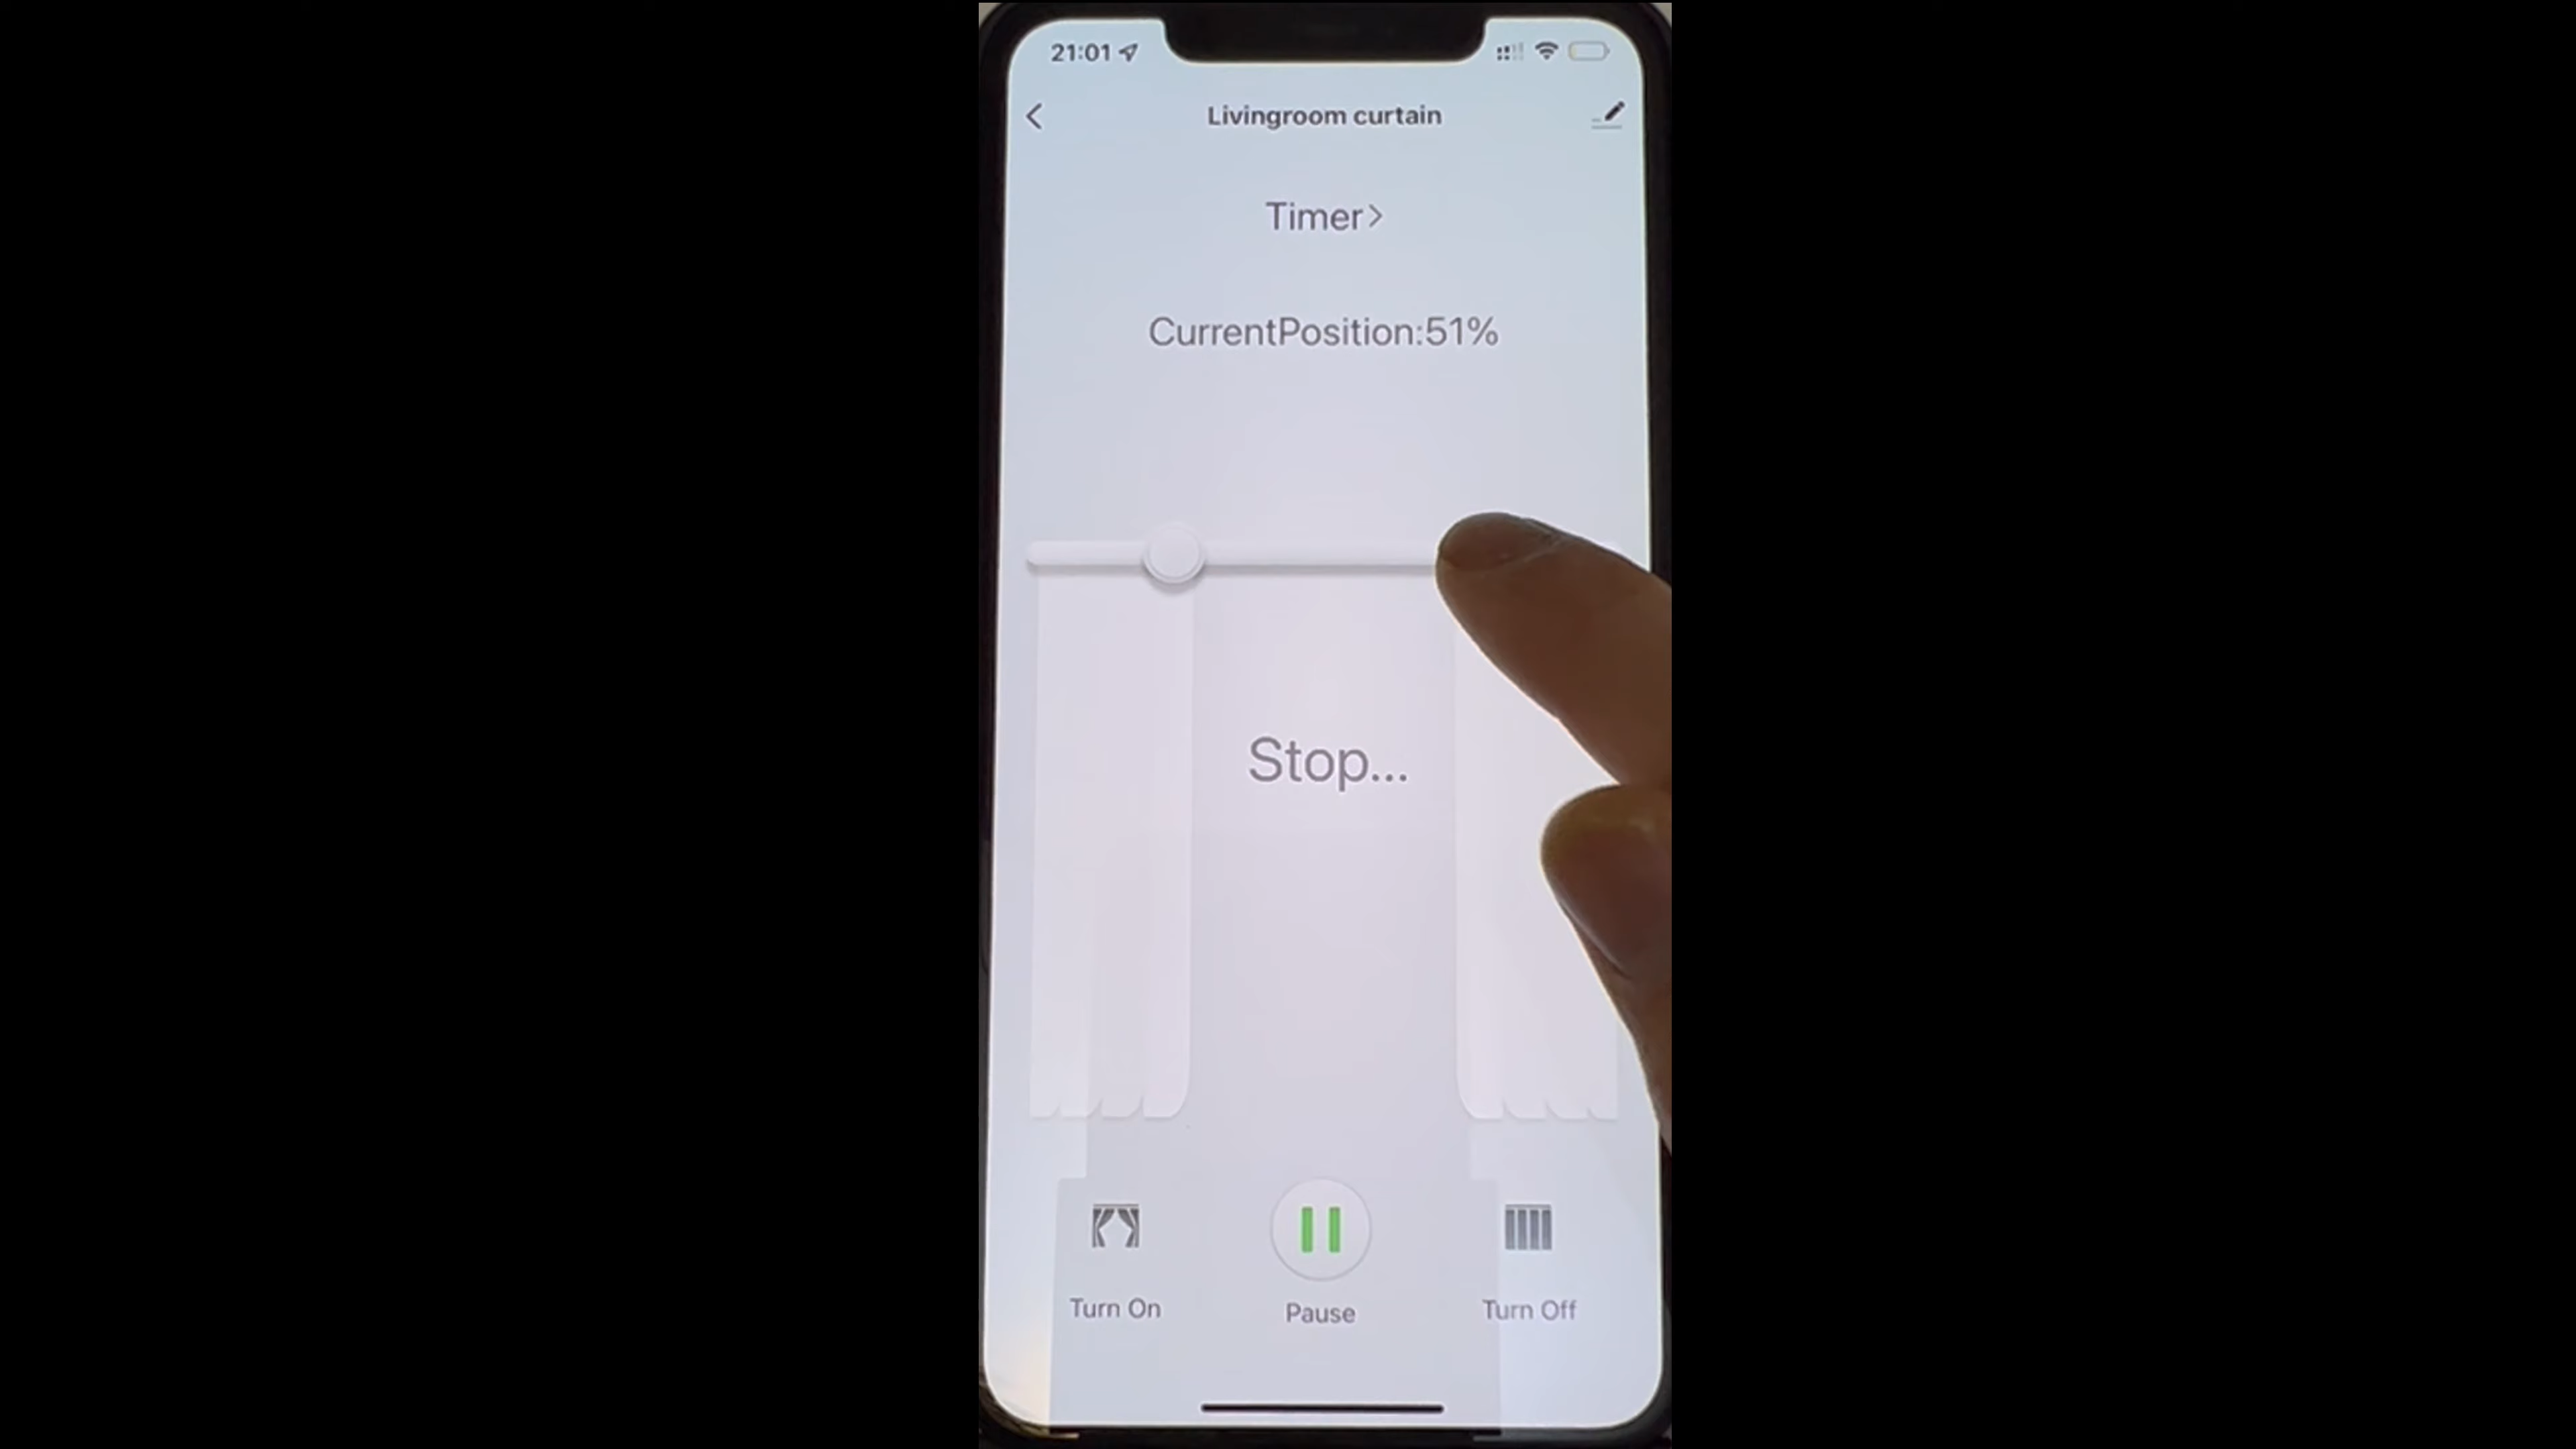 21:01
Livingroom curtain
Timer>
CurrentPosition:51%
Stop...
Turn On
Pause
Turn Off